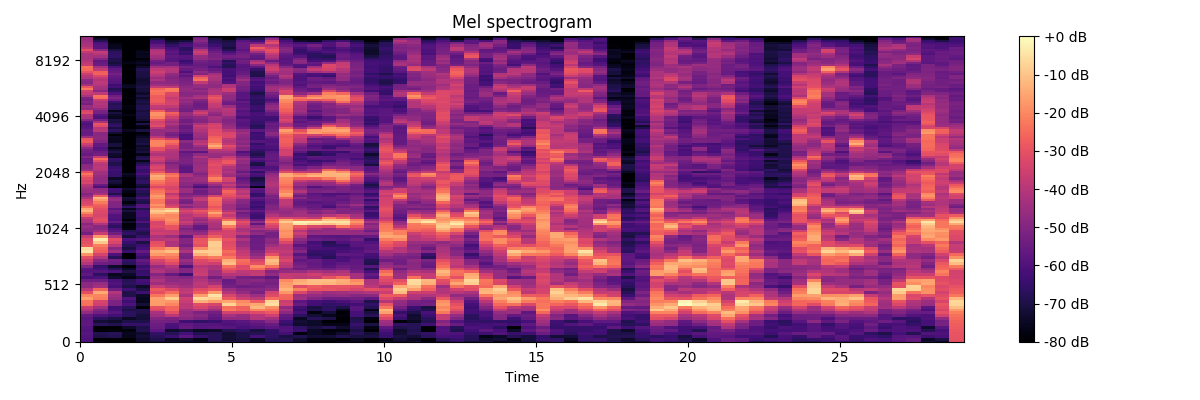 Mel spectrogram
8192
4096
2048
1024
512
0
Hz
0 5 10 15 20 25
Time
+0 dB
-10 dB
-20 dB
-30 dB
-40 dB
-50 dB
-60 dB
-70 dB
-80 dB